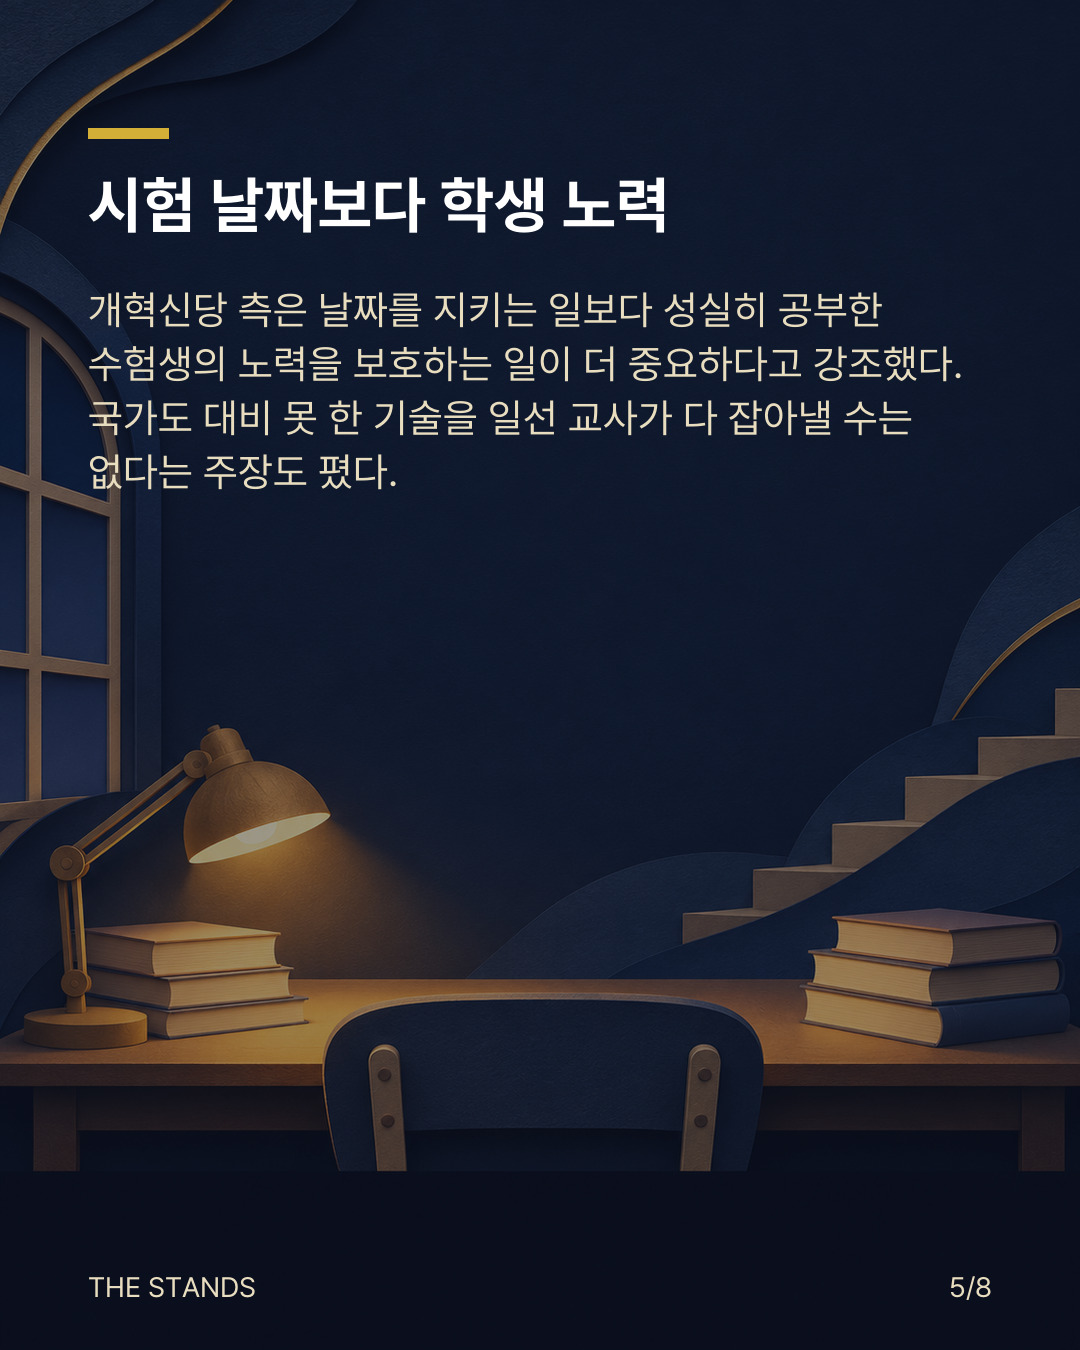 시험 날짜보다 학생 노력
개혁신당 측은 날짜를 지키는 일보다 성실히 공부한
수험생의 노력을 보호하는 일이 더 중요하다고 강조했다.
국가도 대비 못 한 기술을 일선 교사가 다 잡아낼 수는
없다는 주장도 폈다.
THE STANDS
5/8